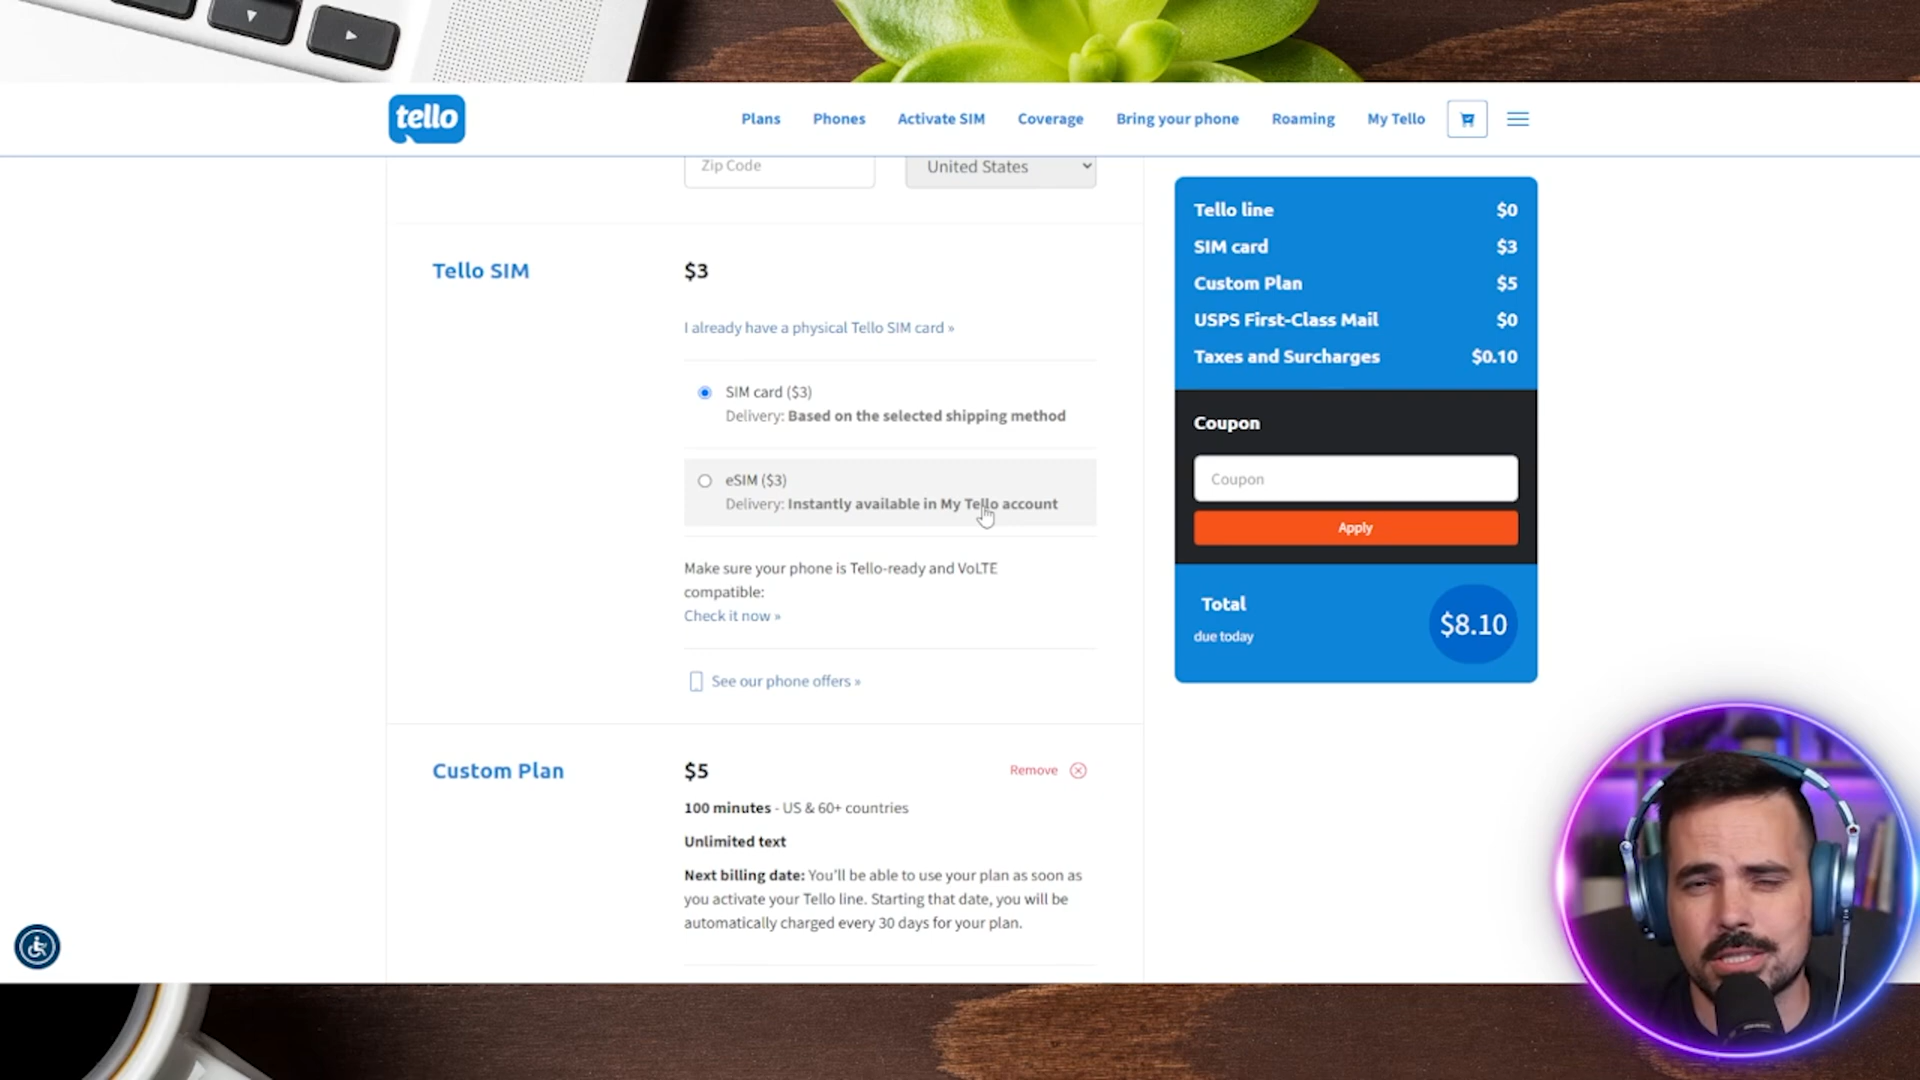 tello
Plans
Phones
Activate SIM
Coverage
Bring your phone
Roaming
My Tello
Zip Code
United States
Tello SIM
$3
I already have a physical Tello SIM card »
SIM card ($3)
Delivery: Based on the selected shipping method
eSIM ($3)
Delivery: Instantly available in My Tello account
Make sure your phone is Tello-ready and VoLTE
compatible:
Check it now »
See our phone offers »
Custom Plan
$5
Remove
100 minutes - US & 60+ countries
Unlimited text
Next billing date: You'll be able to use your plan as soon as
you activate your Tello line. Starting that date, you will be
automatically charged every 30 days for your plan.
Tello line $0
SIM card $3
Custom Plan $5
USPS First-Class Mail $0
Taxes and Surcharges $0.10
Coupon
Coupon
Apply
Total
due today
$8.10